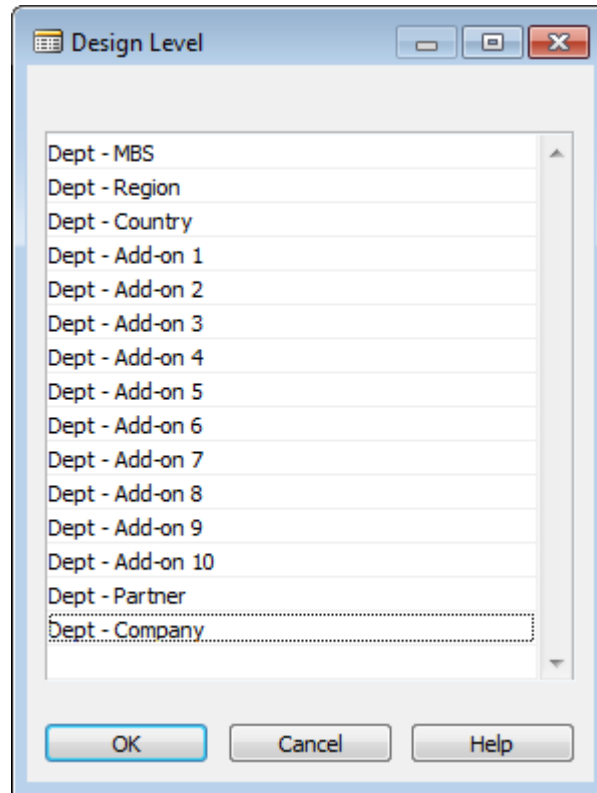 Design Level
Dept - MBS
Dept - Region
Dept - Country
Dept - Add-on 1
Dept - Add-on 2
Dept - Add-on 3
Dept - Add-on 4
Dept - Add-on 5
Dept - Add-on 6
Dept - Add-on 7
Dept - Add-on 8
Dept - Add-on 9
Dept - Add-on 10
Dept - Partner
Dept - Company
OK Cancel Help